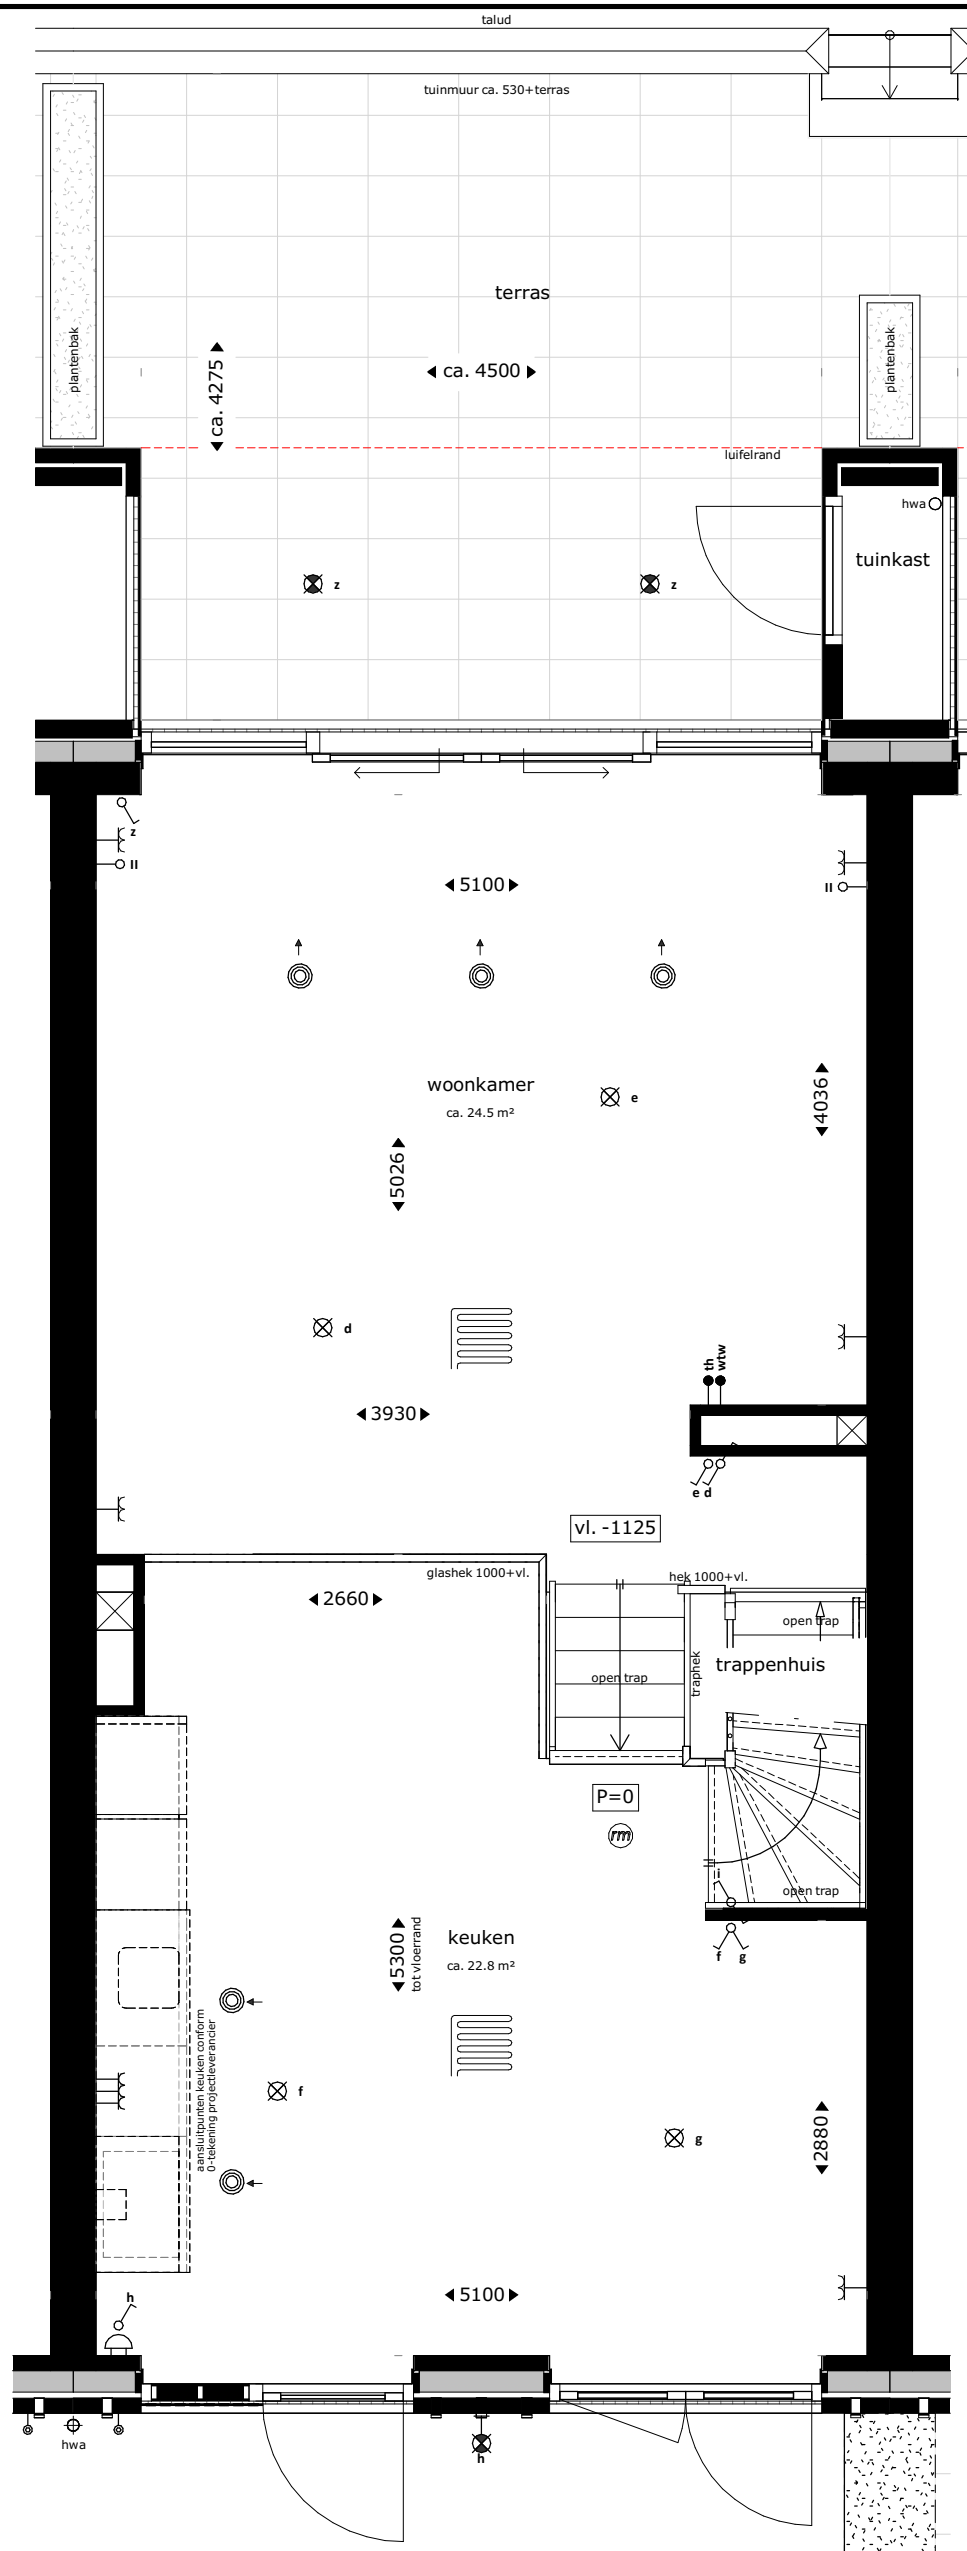 talud
tuinmuur ca. 530+terras
terras
plantenbak
plantenbak
ca. 4275
ca. 4500
luifelrand
hwa
tuinkast
z
z
z
II
5100
II
woonkamer
ca. 24.5 m²
e
4036
5026
d
th
wtw
3930
e d
vl. -1125
glashek 1000+vl.
hek 1000+vl.
2660
open trap
open trap
traphek
trappenhuis
P=0
rm
i
open trap
f g
5300
tot vloerrand
keuken
ca. 22.8 m²
aansluitpunten keuken conform
0-tekening projectleverancier
f
g
2880
h
5100
hwa
h